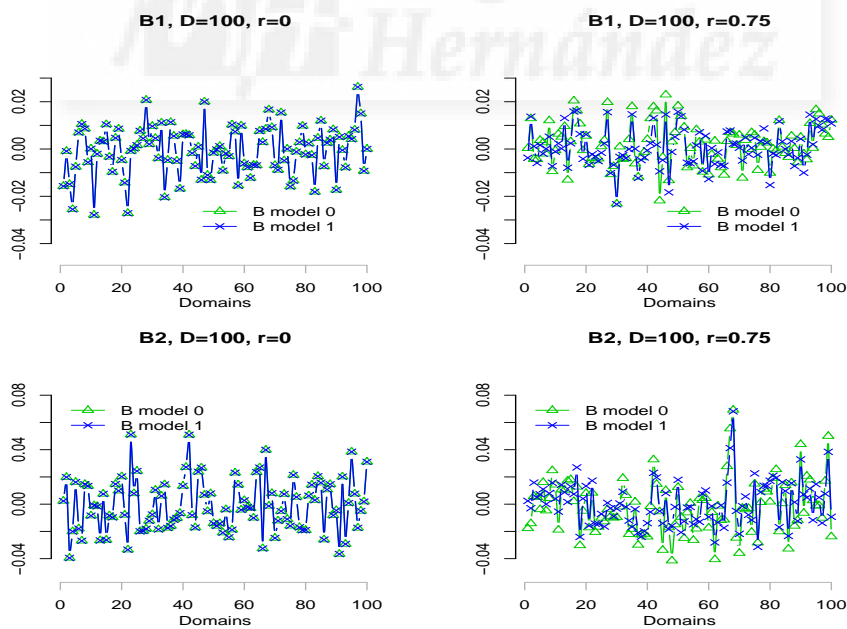 Hernández
B1, D=100, r=0
B1, D=100, r=0.75
0.02
0.00
−0.02
−0.04
B model 0
B model 1
0 20 40 60 80 100
Domains
0.02
0.00
−0.02
−0.04
B model 0
B model 1
0 20 40 60 80 100
Domains
B2, D=100, r=0
B2, D=100, r=0.75
0.08
0.04
0.00
−0.04
B model 0
B model 1
0 20 40 60 80 100
Domains
0.08
0.04
0.00
−0.04
B model 0
B model 1
0 20 40 60 80 100
Domains